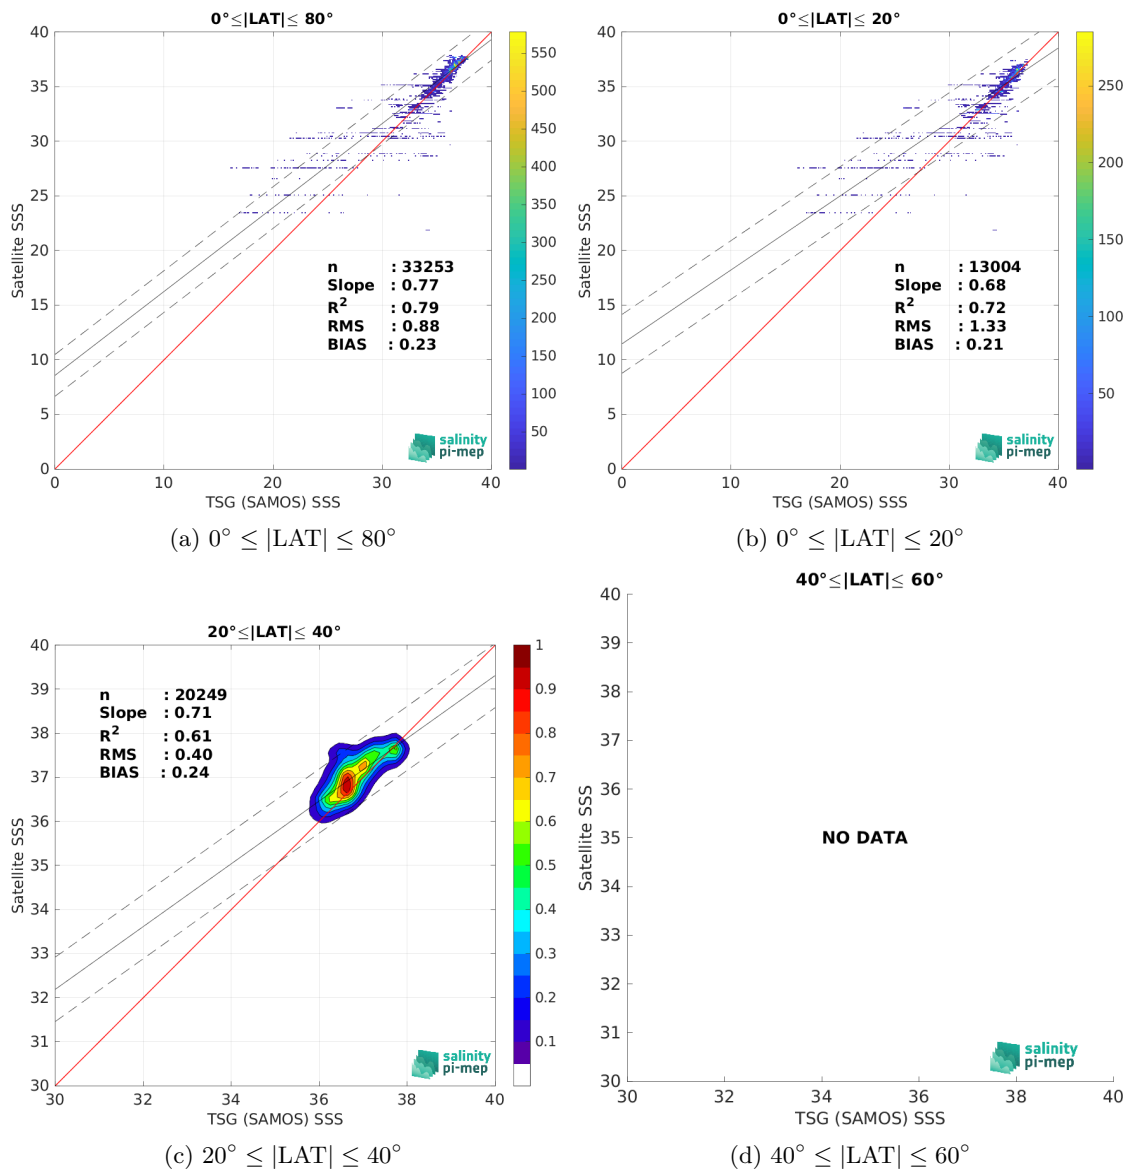 0°≤|LAT|≤ 80°
Satellite SSS
40
35
30
25
20
15
10
5
0
n : 33253
Slope : 0.77
R² : 0.79
RMS : 0.88
BIAS : 0.23
salinity
pi-mep
0 10 20 30 40
TSG (SAMOS) SSS
550
500
450
400
350
300
250
200
150
100
50
(a) 0° ≤ |LAT| ≤ 80°
0°≤|LAT|≤ 20°
Satellite SSS
40
35
30
25
20
15
10
5
0
n : 13004
Slope : 0.68
R² : 0.72
RMS : 1.33
BIAS : 0.21
salinity
pi-mep
0 10 20 30 40
TSG (SAMOS) SSS
250
200
150
100
50
(b) 0° ≤ |LAT| ≤ 20°
20°≤|LAT|≤ 40°
Satellite SSS
40
39
38
37
36
35
34
33
32
31
30
n : 20249
Slope : 0.71
R² : 0.61
RMS : 0.40
BIAS : 0.24
salinity
pi-mep
30 32 34 36 38 40
TSG (SAMOS) SSS
1
0.9
0.8
0.7
0.6
0.5
0.4
0.3
0.2
0.1
(c) 20° ≤ |LAT| ≤ 40°
40°≤|LAT|≤ 60°
Satellite SSS
40
39
38
37
36
35
34
33
32
31
30
NO DATA
salinity
pi-mep
30 32 34 36 38 40
TSG (SAMOS) SSS
(d) 40° ≤ |LAT| ≤ 60°